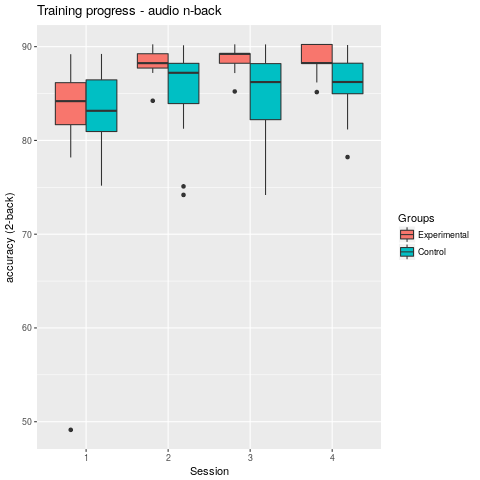 Training progress - audio n-back
accuracy (2-back)
90
80
70
60
50
1 2 3 4
Session
Groups
Experimental
Control